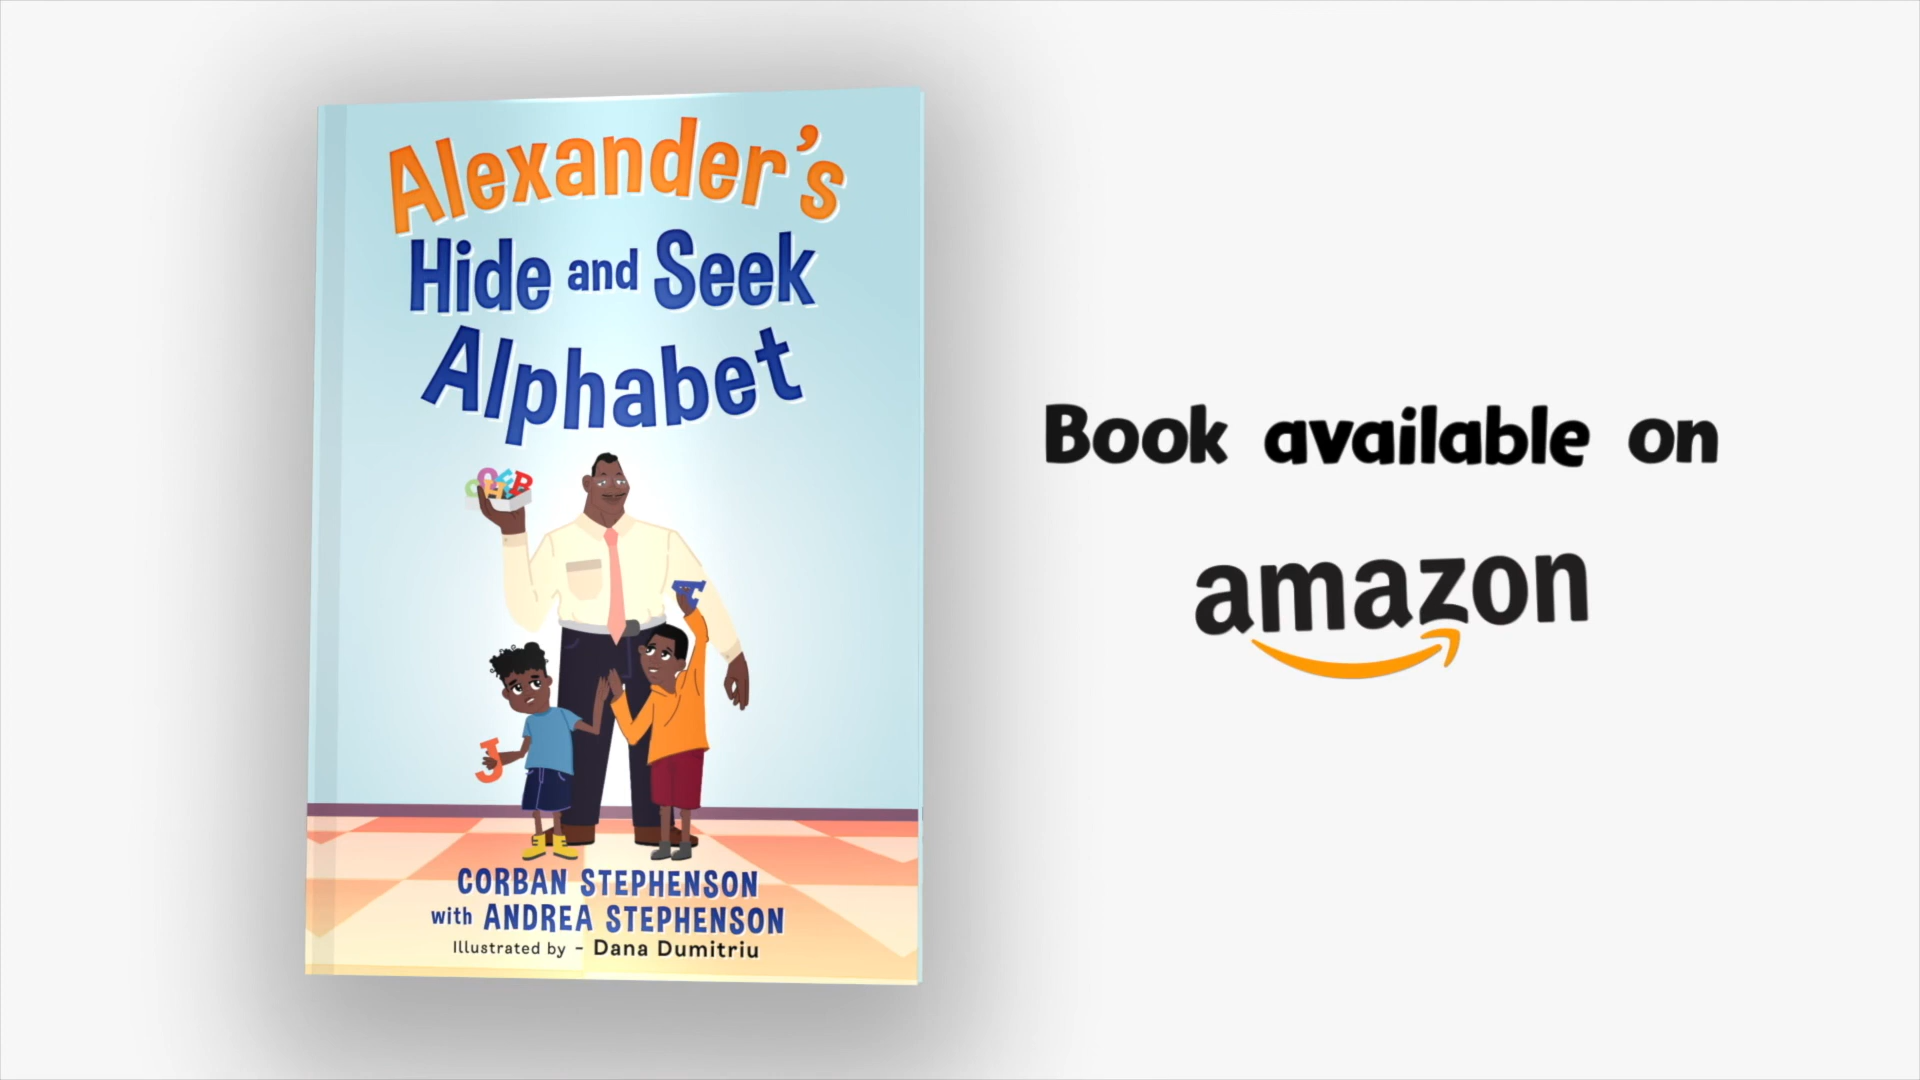 Alexander's
Hide and Seek
Alphabet
J
CORBAN STEPHENSON
with ANDREA STEPHENSON
Illustrated by - Dana Dumitriu
Book available on
amazon